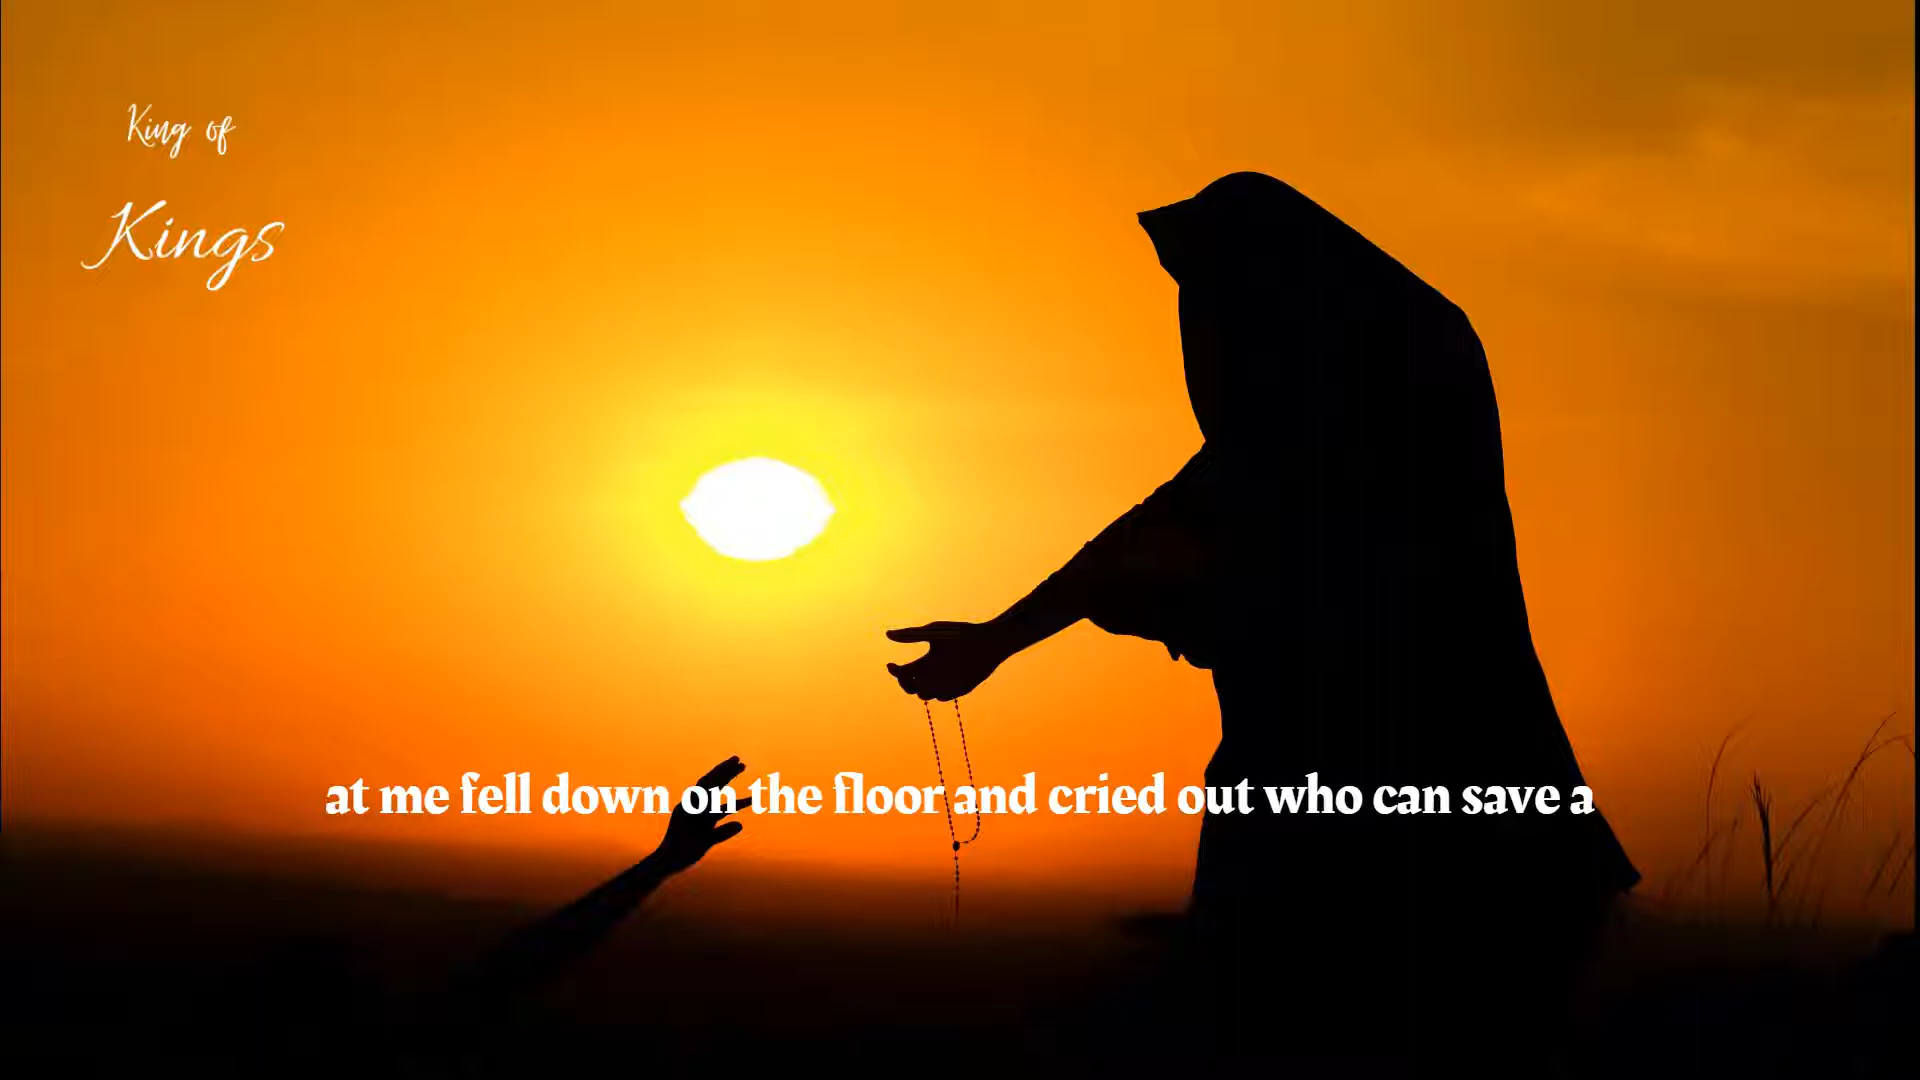 King of
Kings
at me fell down on the floor and cried out who can save a